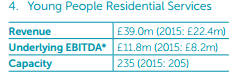 4. Young People Residential Services
Revenue £39.0m (2015: £22.4m)
Underlying EBITDA* £11.8m (2015: £8.2m)
Capacity 235 (2015: 205)